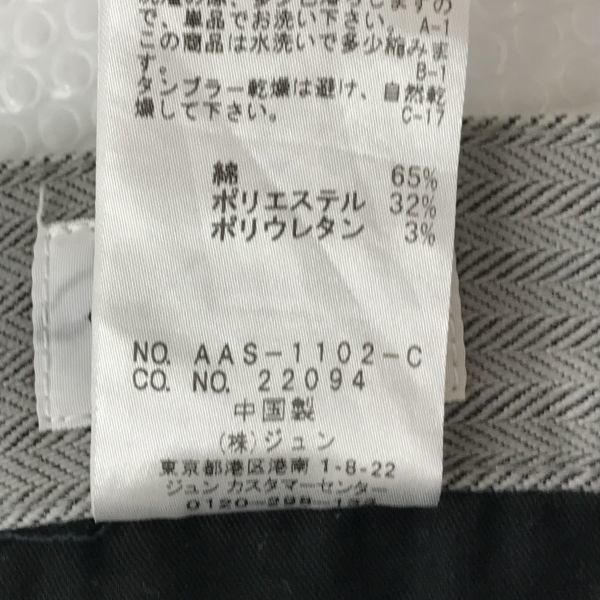 で、単品でお洗い下さい。
A-1
この商品は水洗いで多少縮みま
す。
B-1
タンブラー乾燥は避け、自然乾
燥して下さい。
C-17
綿 65%
ポリエステル 32%
ポリウレタン 3%
NO. AAS-1102-C
CO. NO. 22094
中国製
(株)ジュン
東京都港区港南 1-8-22
ジュン カスタマーセンター
0120-298-133